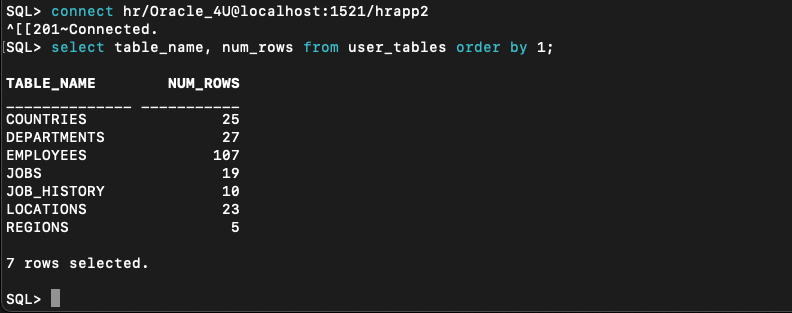 SQL> connect hr/Oracle_4U@localhost:1521/hrapp2
^[[201~Connected.
[SQL> select table_name, num_rows from user_tables order by 1;
TABLE_NAME NUM_ROWS
______________ ___________
COUNTRIES 25
DEPARTMENTS 27
EMPLOYEES 107
JOBS 19
JOB_HISTORY 10
LOCATIONS 23
REGIONS 5
7 rows selected.
SQL>